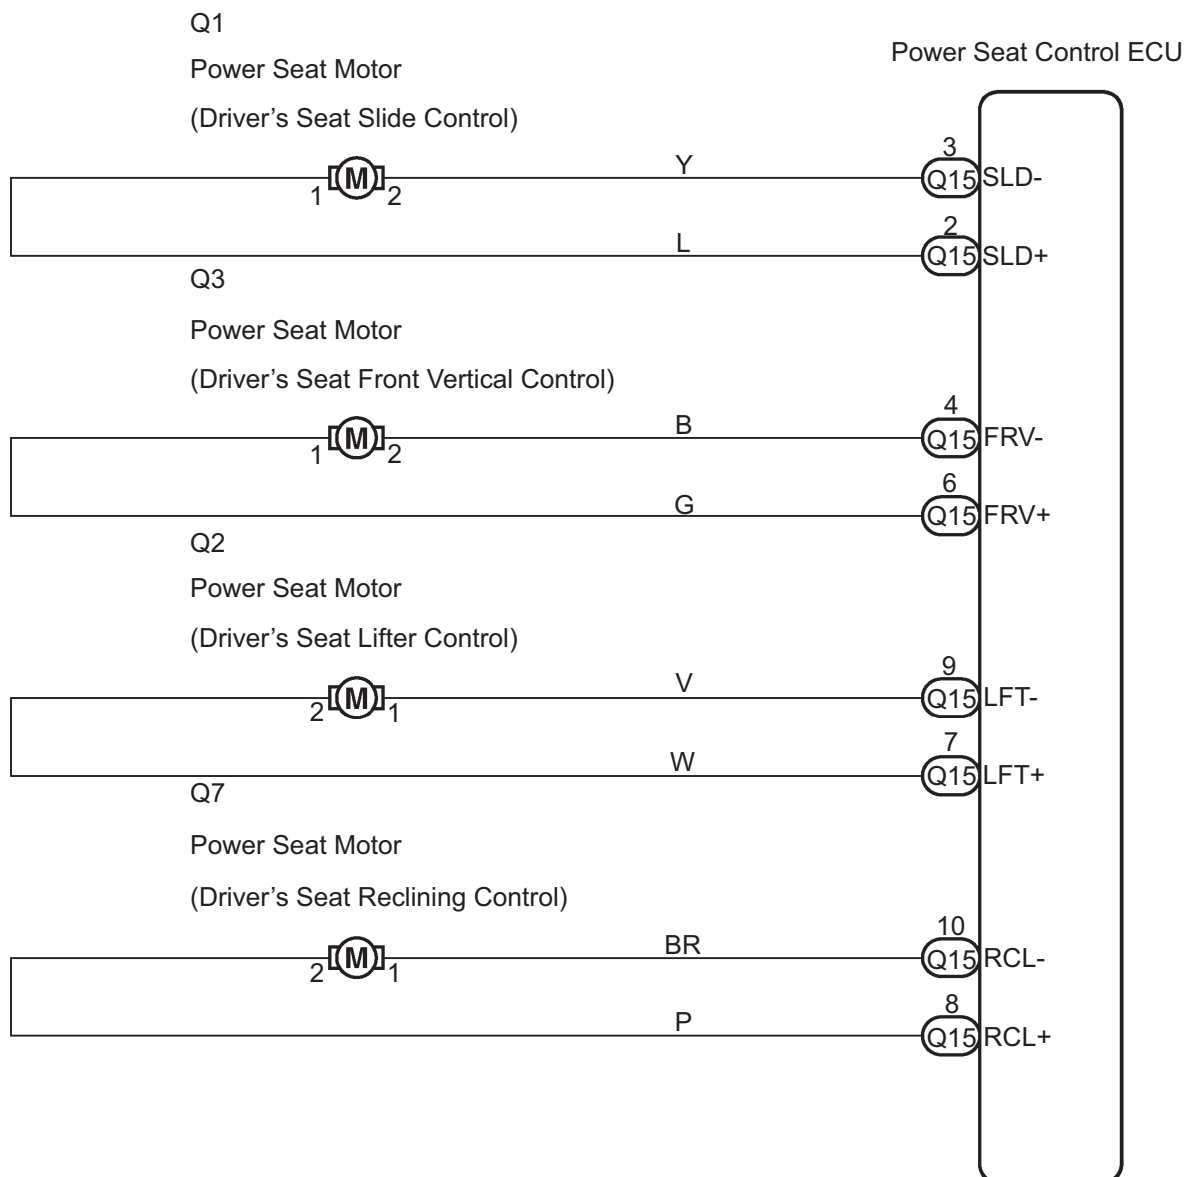 Q1
Power Seat Motor
(Driver’s Seat Slide Control)
Power Seat Control ECU
1 M 2
Y
3
Q15 SLD-
L
2
Q15 SLD+
Q3
Power Seat Motor
(Driver’s Seat Front Vertical Control)
1 M 2
B
4
Q15 FRV-
G
6
Q15 FRV+
Q2
Power Seat Motor
(Driver’s Seat Lifter Control)
2 M 1
V
9
Q15 LFT-
W
7
Q15 LFT+
Q7
Power Seat Motor
(Driver’s Seat Reclining Control)
2 M 1
BR
10
Q15 RCL-
P
8
Q15 RCL+